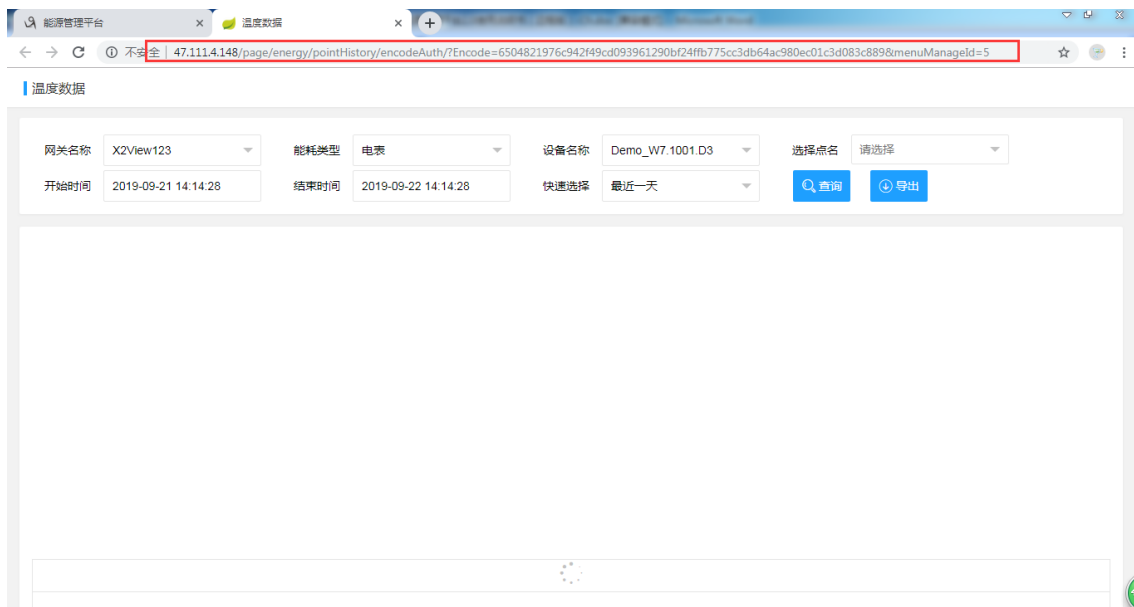 能源管理平台
温度数据
不安全 | 47.111.4.148/page/energy/pointHistory/encodeAuth/?Encode=6504821976c942f49cd093961290bf24ffb775cc3db64ac980ec01c3d083c889&menuManageId=5
温度数据
网关名称 X2View123 能耗类型 电表 设备名称 Demo_W7.1001.D3 选择点名 请选择
开始时间 2019-09-21 14:14:28 结束时间 2019-09-22 14:14:28 快速选择 最近一天 查询 导出